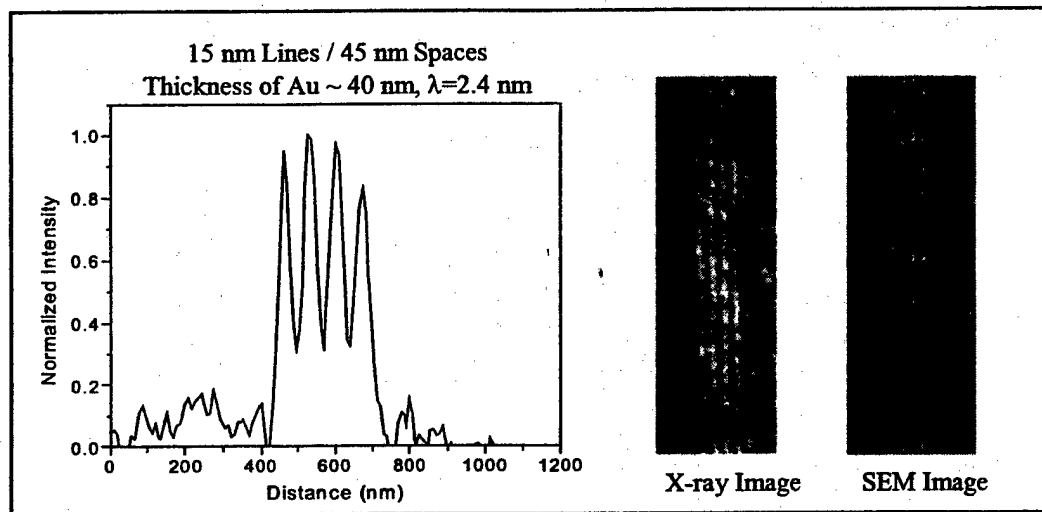 15 nm Lines / 45 nm Spaces
Thickness of Au ~ 40 nm, λ=2.4 nm
Normalized Intensity
1.0
0.8
0.6
0.4
0.2
0.0
0 200 400 600 800 1000 1200
Distance (nm)
X-ray Image SEM Image